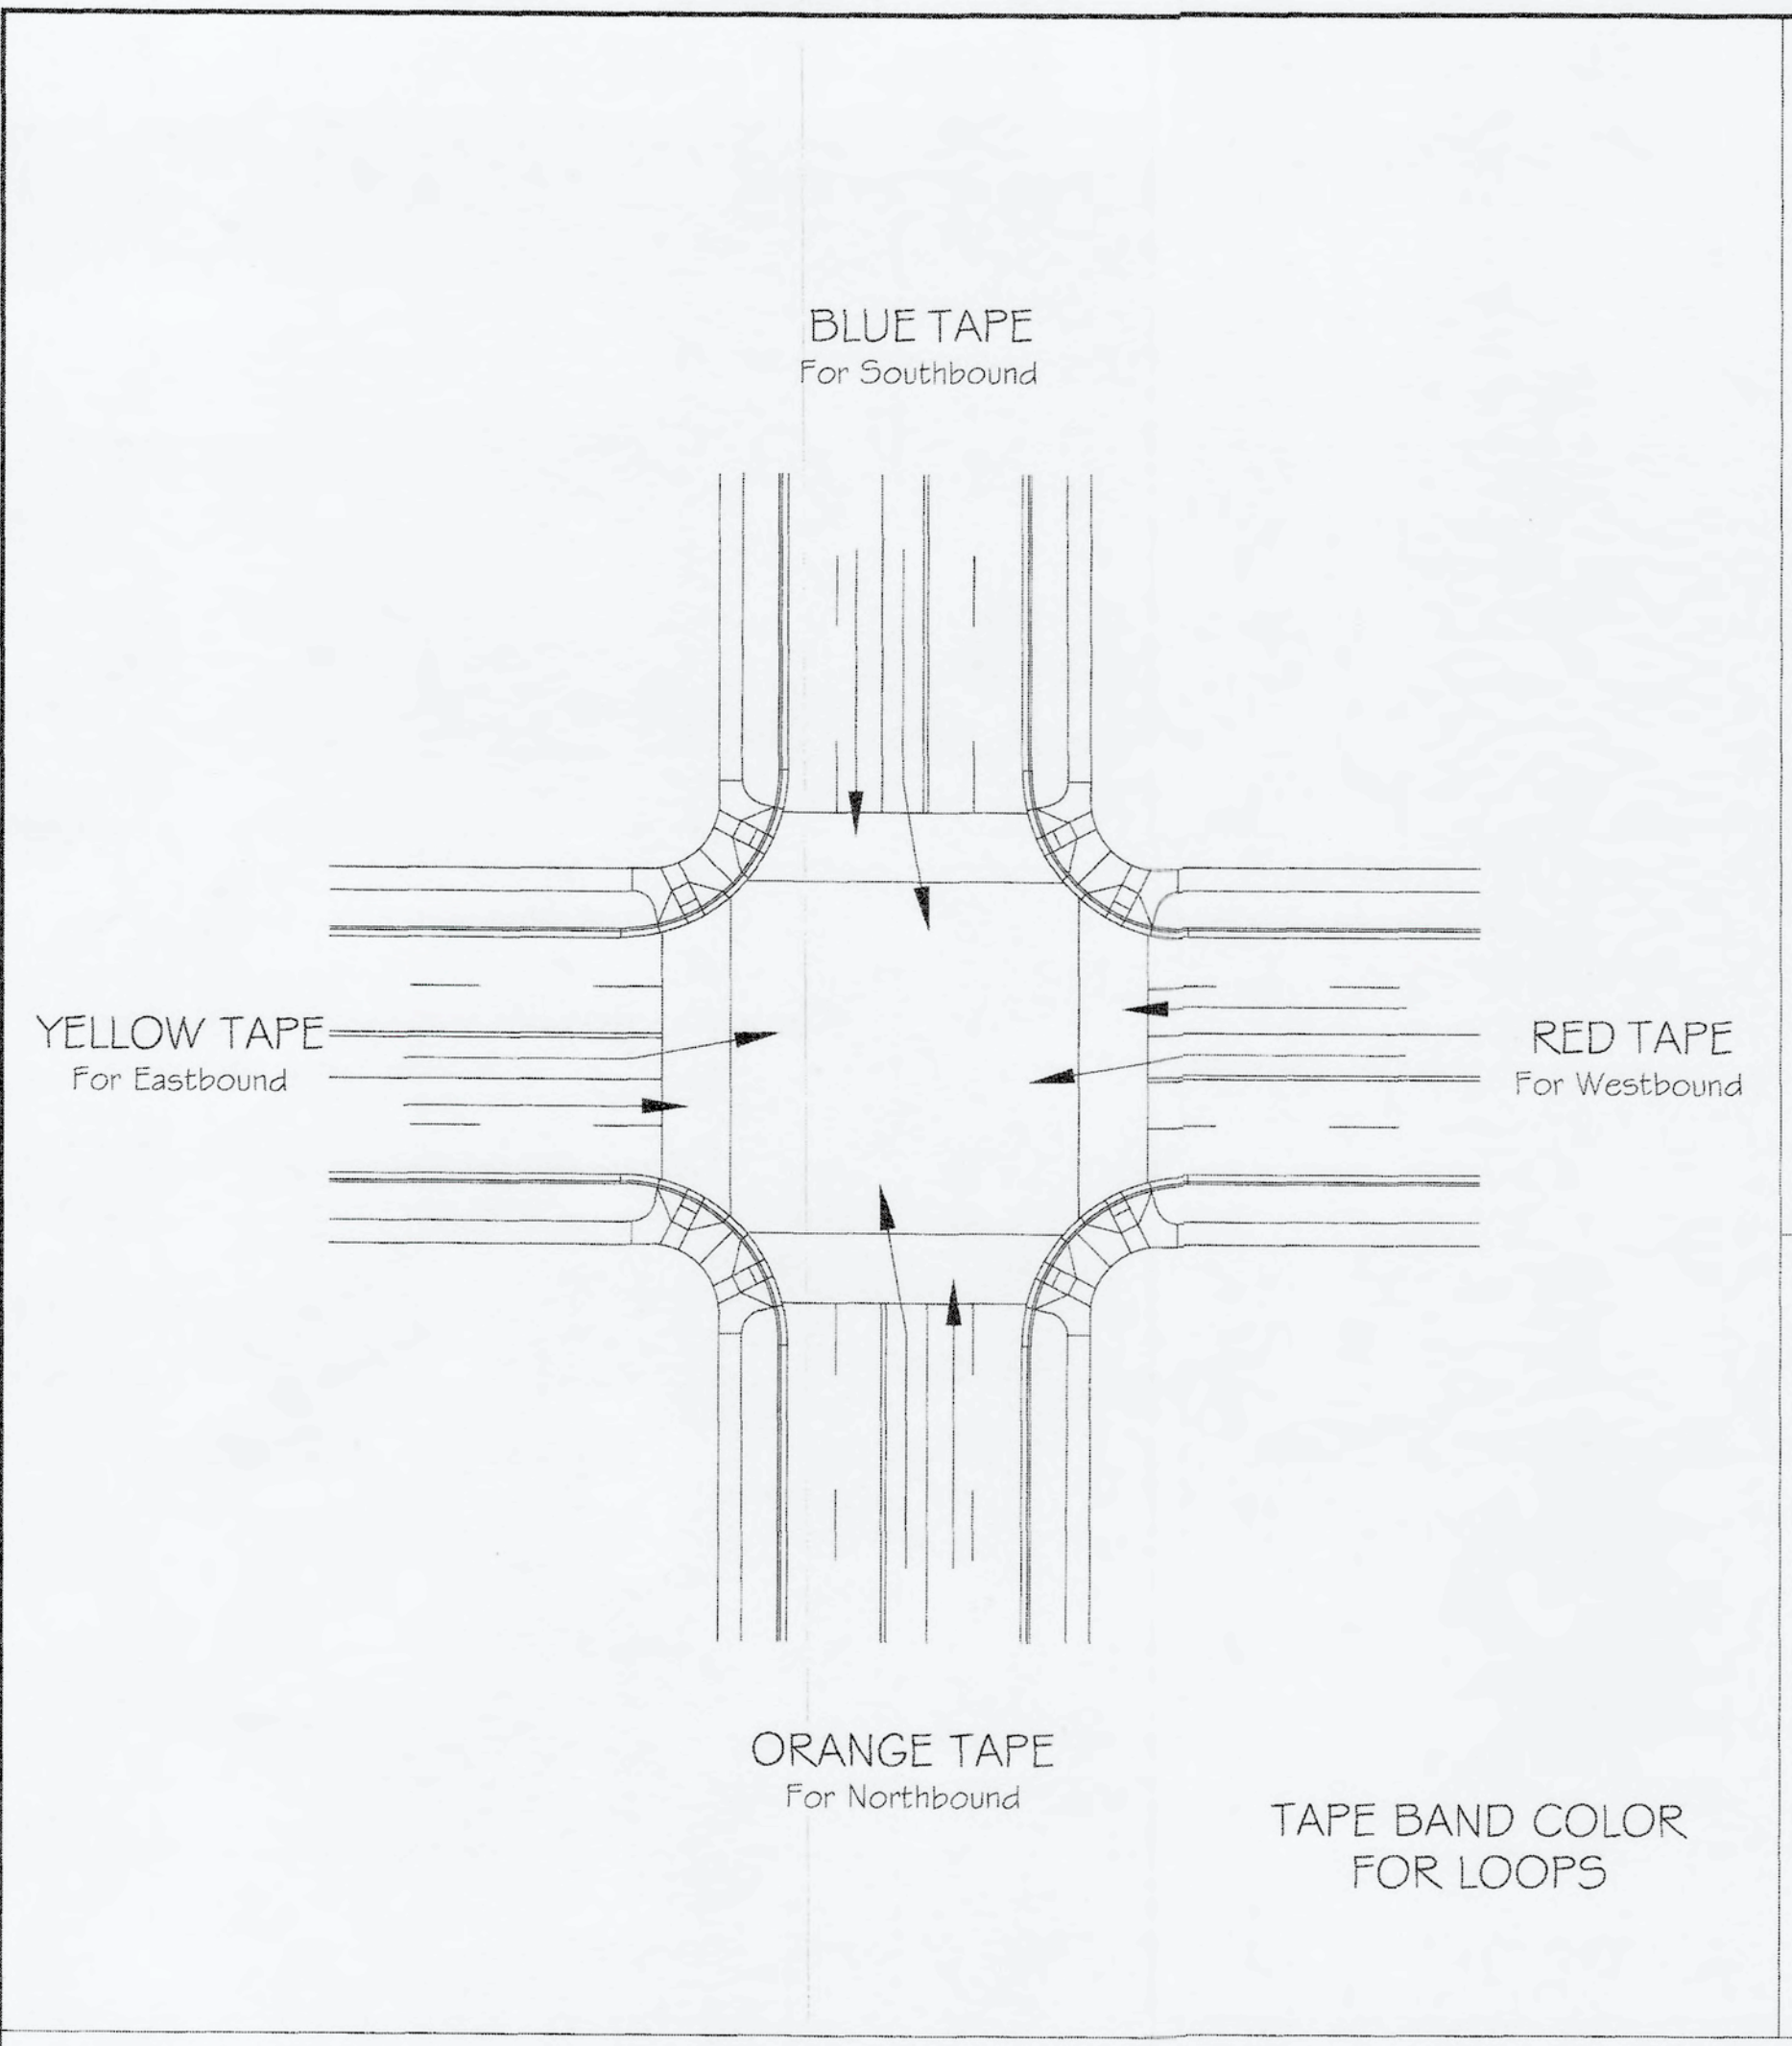 BLUE TAPE
For Southbound
YELLOW TAPE
For Eastbound
RED TAPE
For Westbound
ORANGE TAPE
For Northbound
TAPE BAND COLOR
FOR LOOPS